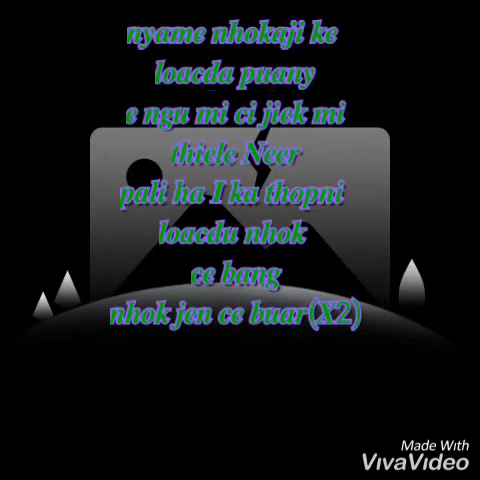 nyame nhokaji ke
loacda puany
e ngu mi ci jiek mi
thiele Neer
pali ha I ka thopni
loacdu nhok
ce bang
nhok jen ce buar(X2)
Made With
VivaVideo